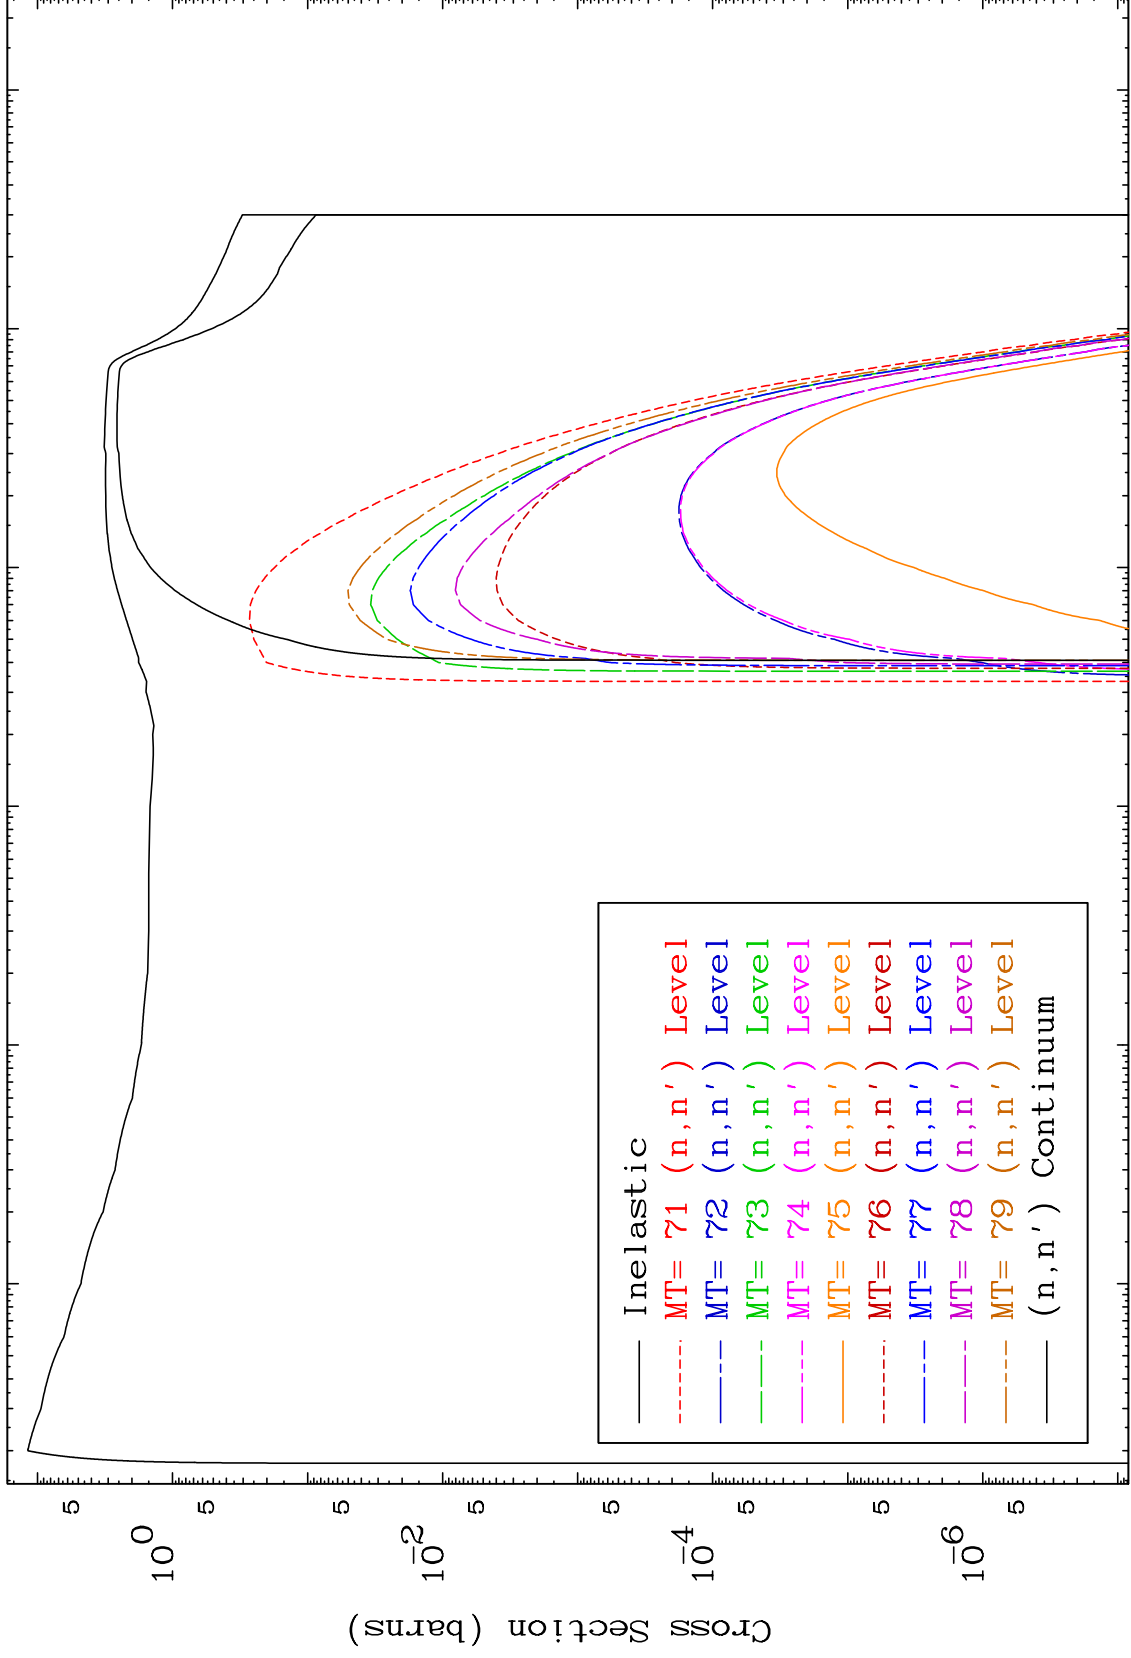 Cross Section (barns)
5
10^0
5
5
10^-2
5
5
10^-4
5
5
10^-6
5
Inelastic
MT= 71 (n,n') Level
MT= 72 (n,n') Level
MT= 73 (n,n') Level
MT= 74 (n,n') Level
MT= 75 (n,n') Level
MT= 76 (n,n') Level
MT= 77 (n,n') Level
MT= 78 (n,n') Level
MT= 79 (n,n') Level
(n,n') Continuum